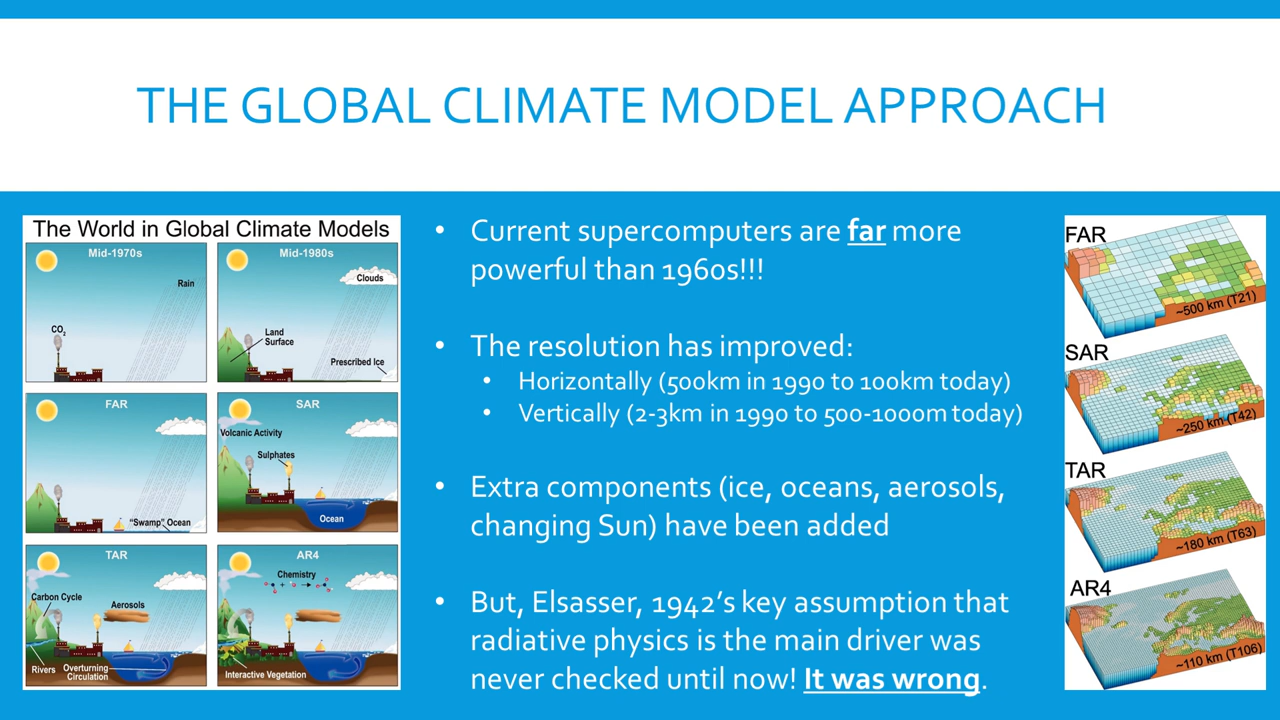 THE GLOBAL CLIMATE MODEL APPROACH
The World in Global Climate Models
Mid-1970s
Rain
CO₂
Mid-1980s
Clouds
Land
Surface
Prescribed Ice
FAR
"Swamp" Ocean
SAR
Volcanic Activity
Sulphates
Ocean
TAR
Carbon Cycle
Aerosols
Rivers
Overturning
Circulation
AR4
Chemistry
Interactive Vegetation
• Current supercomputers are far more
powerful than 1960s!!!
• The resolution has improved:
• Horizontally (500km in 1990 to 100km today)
• Vertically (2-3km in 1990 to 500-1000m today)
• Extra components (ice, oceans, aerosols,
changing Sun) have been added
• But, Elsasser, 1942's key assumption that
radiative physics is the main driver was
never checked until now! It was wrong.
FAR
~500 km (T21)
SAR
~250 km (T42)
TAR
~180 km (T63)
AR4
~110 km (T106)